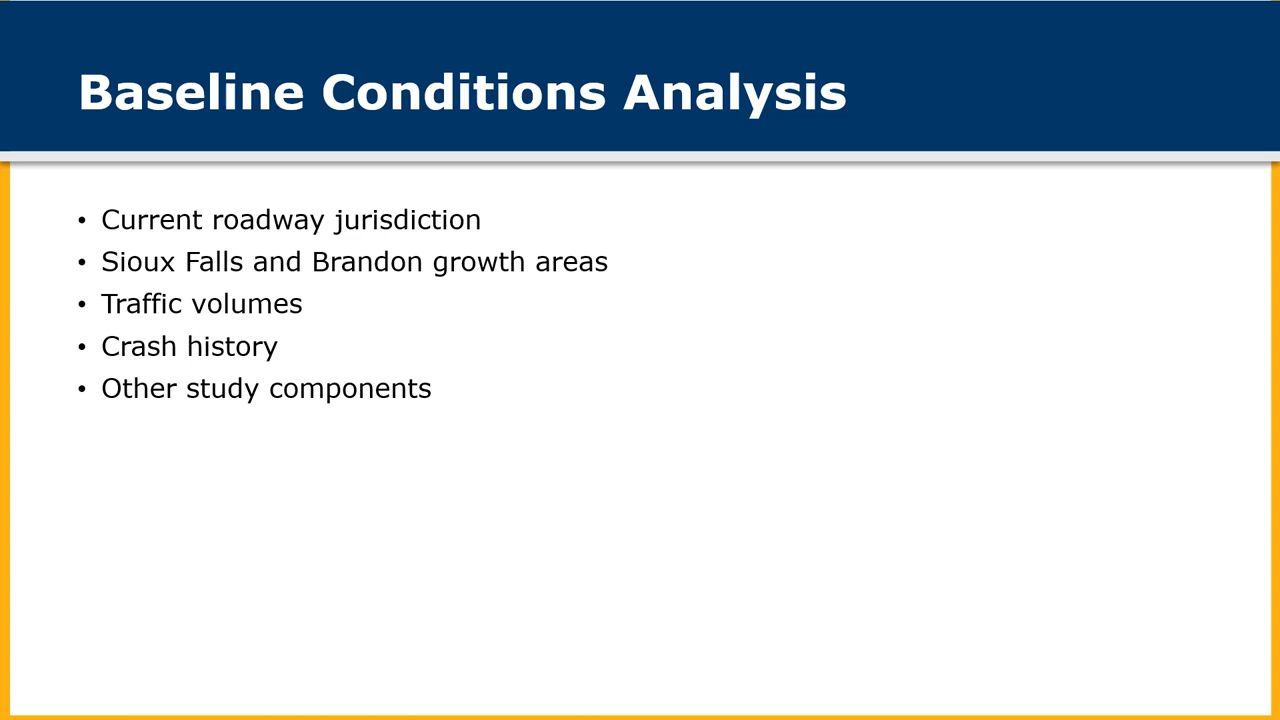 Baseline Conditions Analysis
• Current roadway jurisdiction
• Sioux Falls and Brandon growth areas
• Traffic volumes
• Crash history
• Other study components